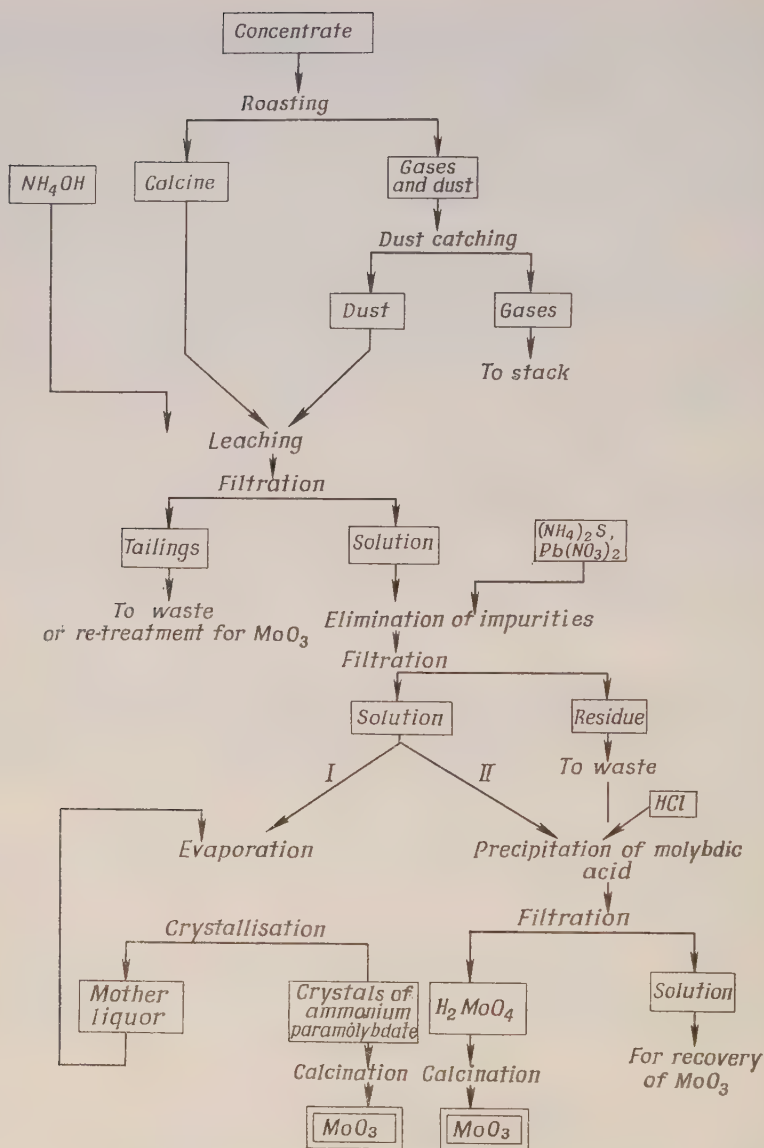 Concentrate
Roasting
NH₄OH
Calcine
Gases
and dust
Dust catching
Dust
Gases
To stack
Leaching
Filtration
Tailings
Solution
(NH₄)₂S,
Pb(NO₃)₂
To waste
or re-treatment for MoO₃
Elimination of impurities
Filtration
Solution
Residue
I
II
To waste
HCl
Evaporation
Precipitation of molybdic
acid
Crystallisation
Filtration
Mother
liquor
Crystals of
ammonium
paramolybdate
H₂MoO₄
Solution
Calcination
Calcination
For recovery
of MoO₃
MoO₃
MoO₃